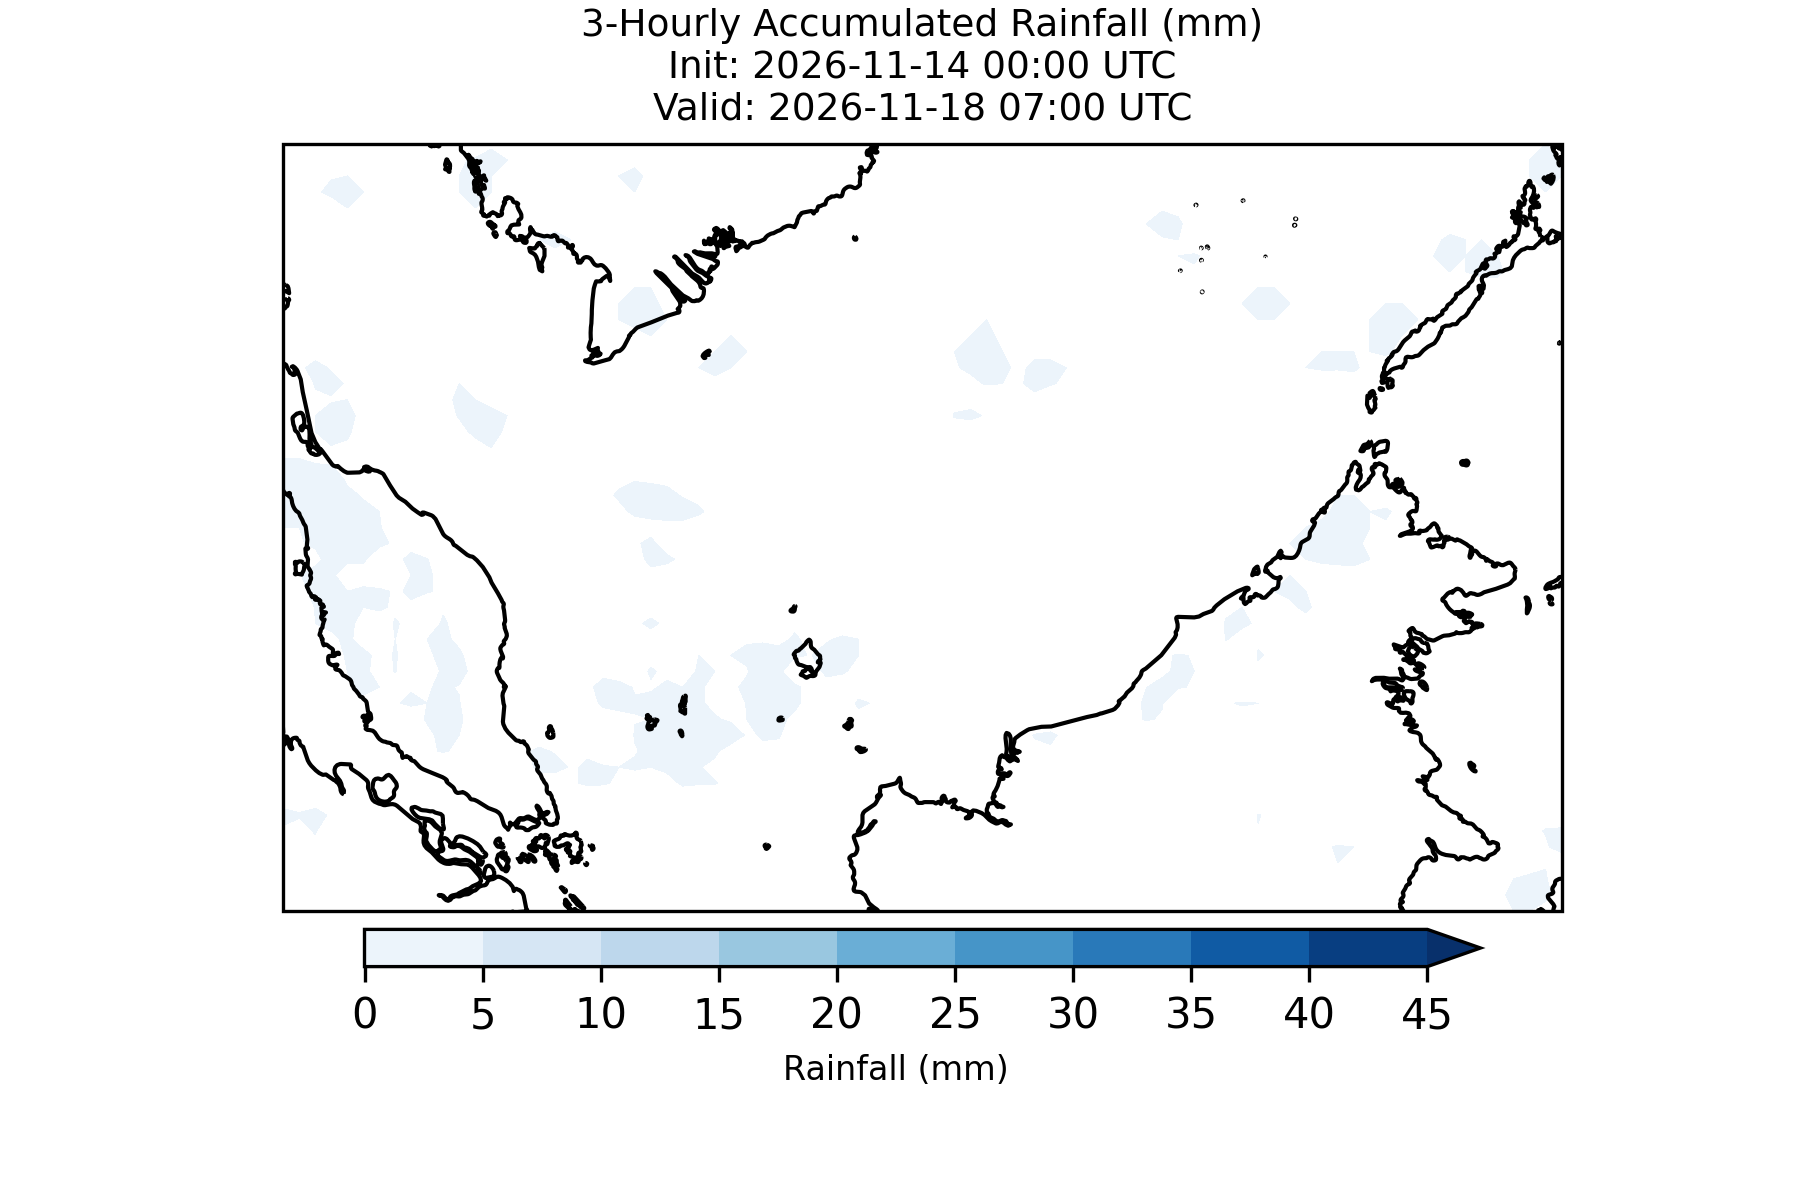 3-Hourly Accumulated Rainfall (mm)
Init: 2026-11-14 00:00 UTC
Valid: 2026-11-18 07:00 UTC
0 5 10 15 20 25 30 35 40 45
Rainfall (mm)